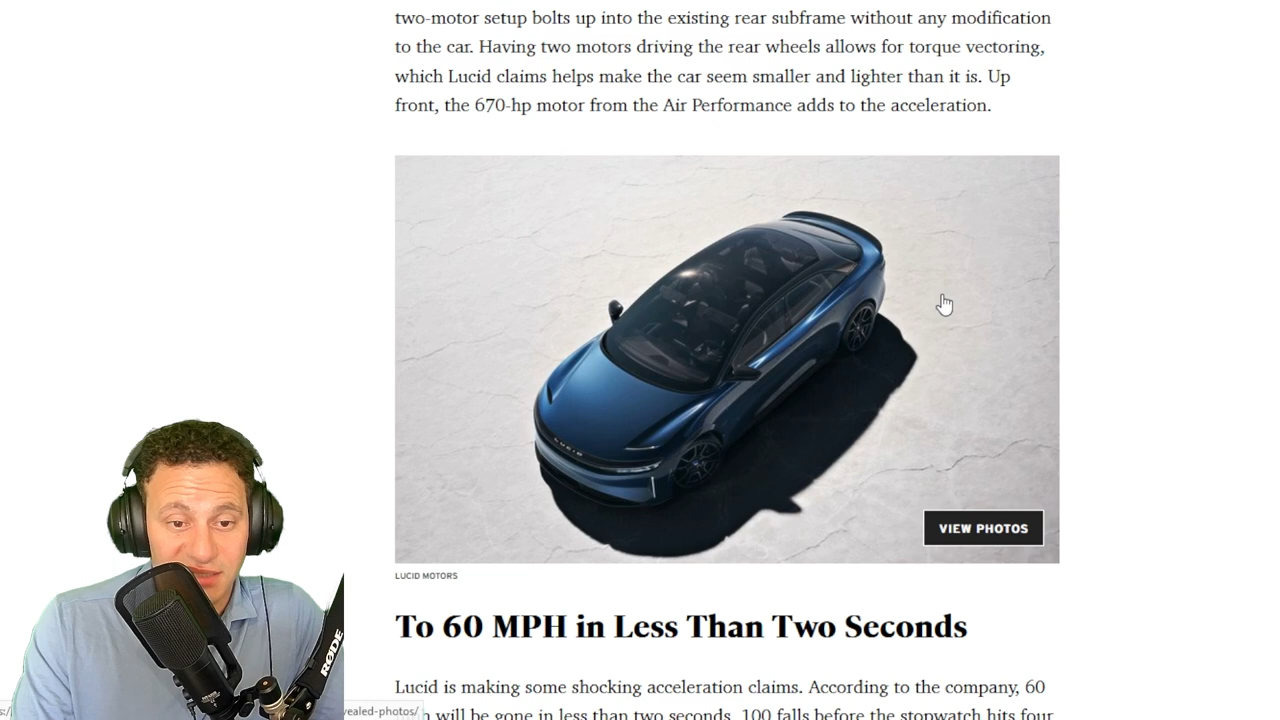 two-motor setup bolts up into the existing rear subframe without any modification
to the car. Having two motors driving the rear wheels allows for torque vectoring,
which Lucid claims helps make the car seem smaller and lighter than it is. Up
front, the 670-hp motor from the Air Performance adds to the acceleration.
LUCID
VIEW PHOTOS
LUCID MOTORS
To 60 MPH in Less Than Two Seconds
Lucid is making some shocking acceleration claims. According to the company, 60
will be gone in less than two seconds, 100 falls before the stopwatch hits four
RØDE
vealed-photos/